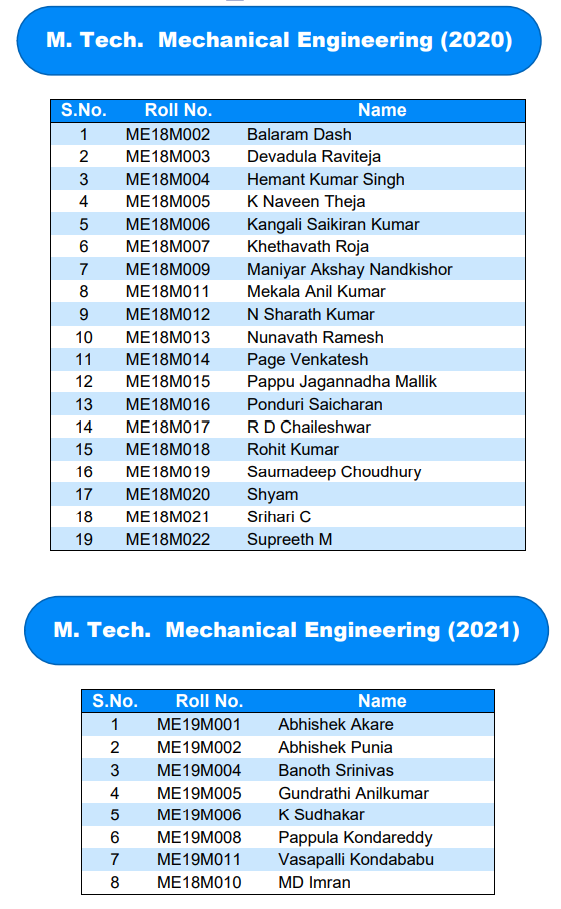 M. Tech. Mechanical Engineering (2020)
S.No. Roll No. Name
1 ME18M002 Balaram Dash
2 ME18M003 Devadula Raviteja
3 ME18M004 Hemant Kumar Singh
4 ME18M005 K Naveen Theja
5 ME18M006 Kangali Saikiran Kumar
6 ME18M007 Khethavath Roja
7 ME18M009 Maniyar Akshay Nandkishor
8 ME18M011 Mekala Anil Kumar
9 ME18M012 N Sharath Kumar
10 ME18M013 Nunavath Ramesh
11 ME18M014 Page Venkatesh
12 ME18M015 Pappu Jagannadha Mallik
13 ME18M016 Ponduri Saicharan
14 ME18M017 R D Chaileshwar
15 ME18M018 Rohit Kumar
16 ME18M019 Saumadeep Choudhury
17 ME18M020 Shyam
18 ME18M021 Srihari C
19 ME18M022 Supreeth M
M. Tech. Mechanical Engineering (2021)
S.No. Roll No. Name
1 ME19M001 Abhishek Akare
2 ME19M002 Abhishek Punia
3 ME19M004 Banoth Srinivas
4 ME19M005 Gundrathi Anilkumar
5 ME19M006 K Sudhakar
6 ME19M008 Pappula Kondareddy
7 ME19M011 Vasapalli Kondababu
8 ME18M010 MD Imran